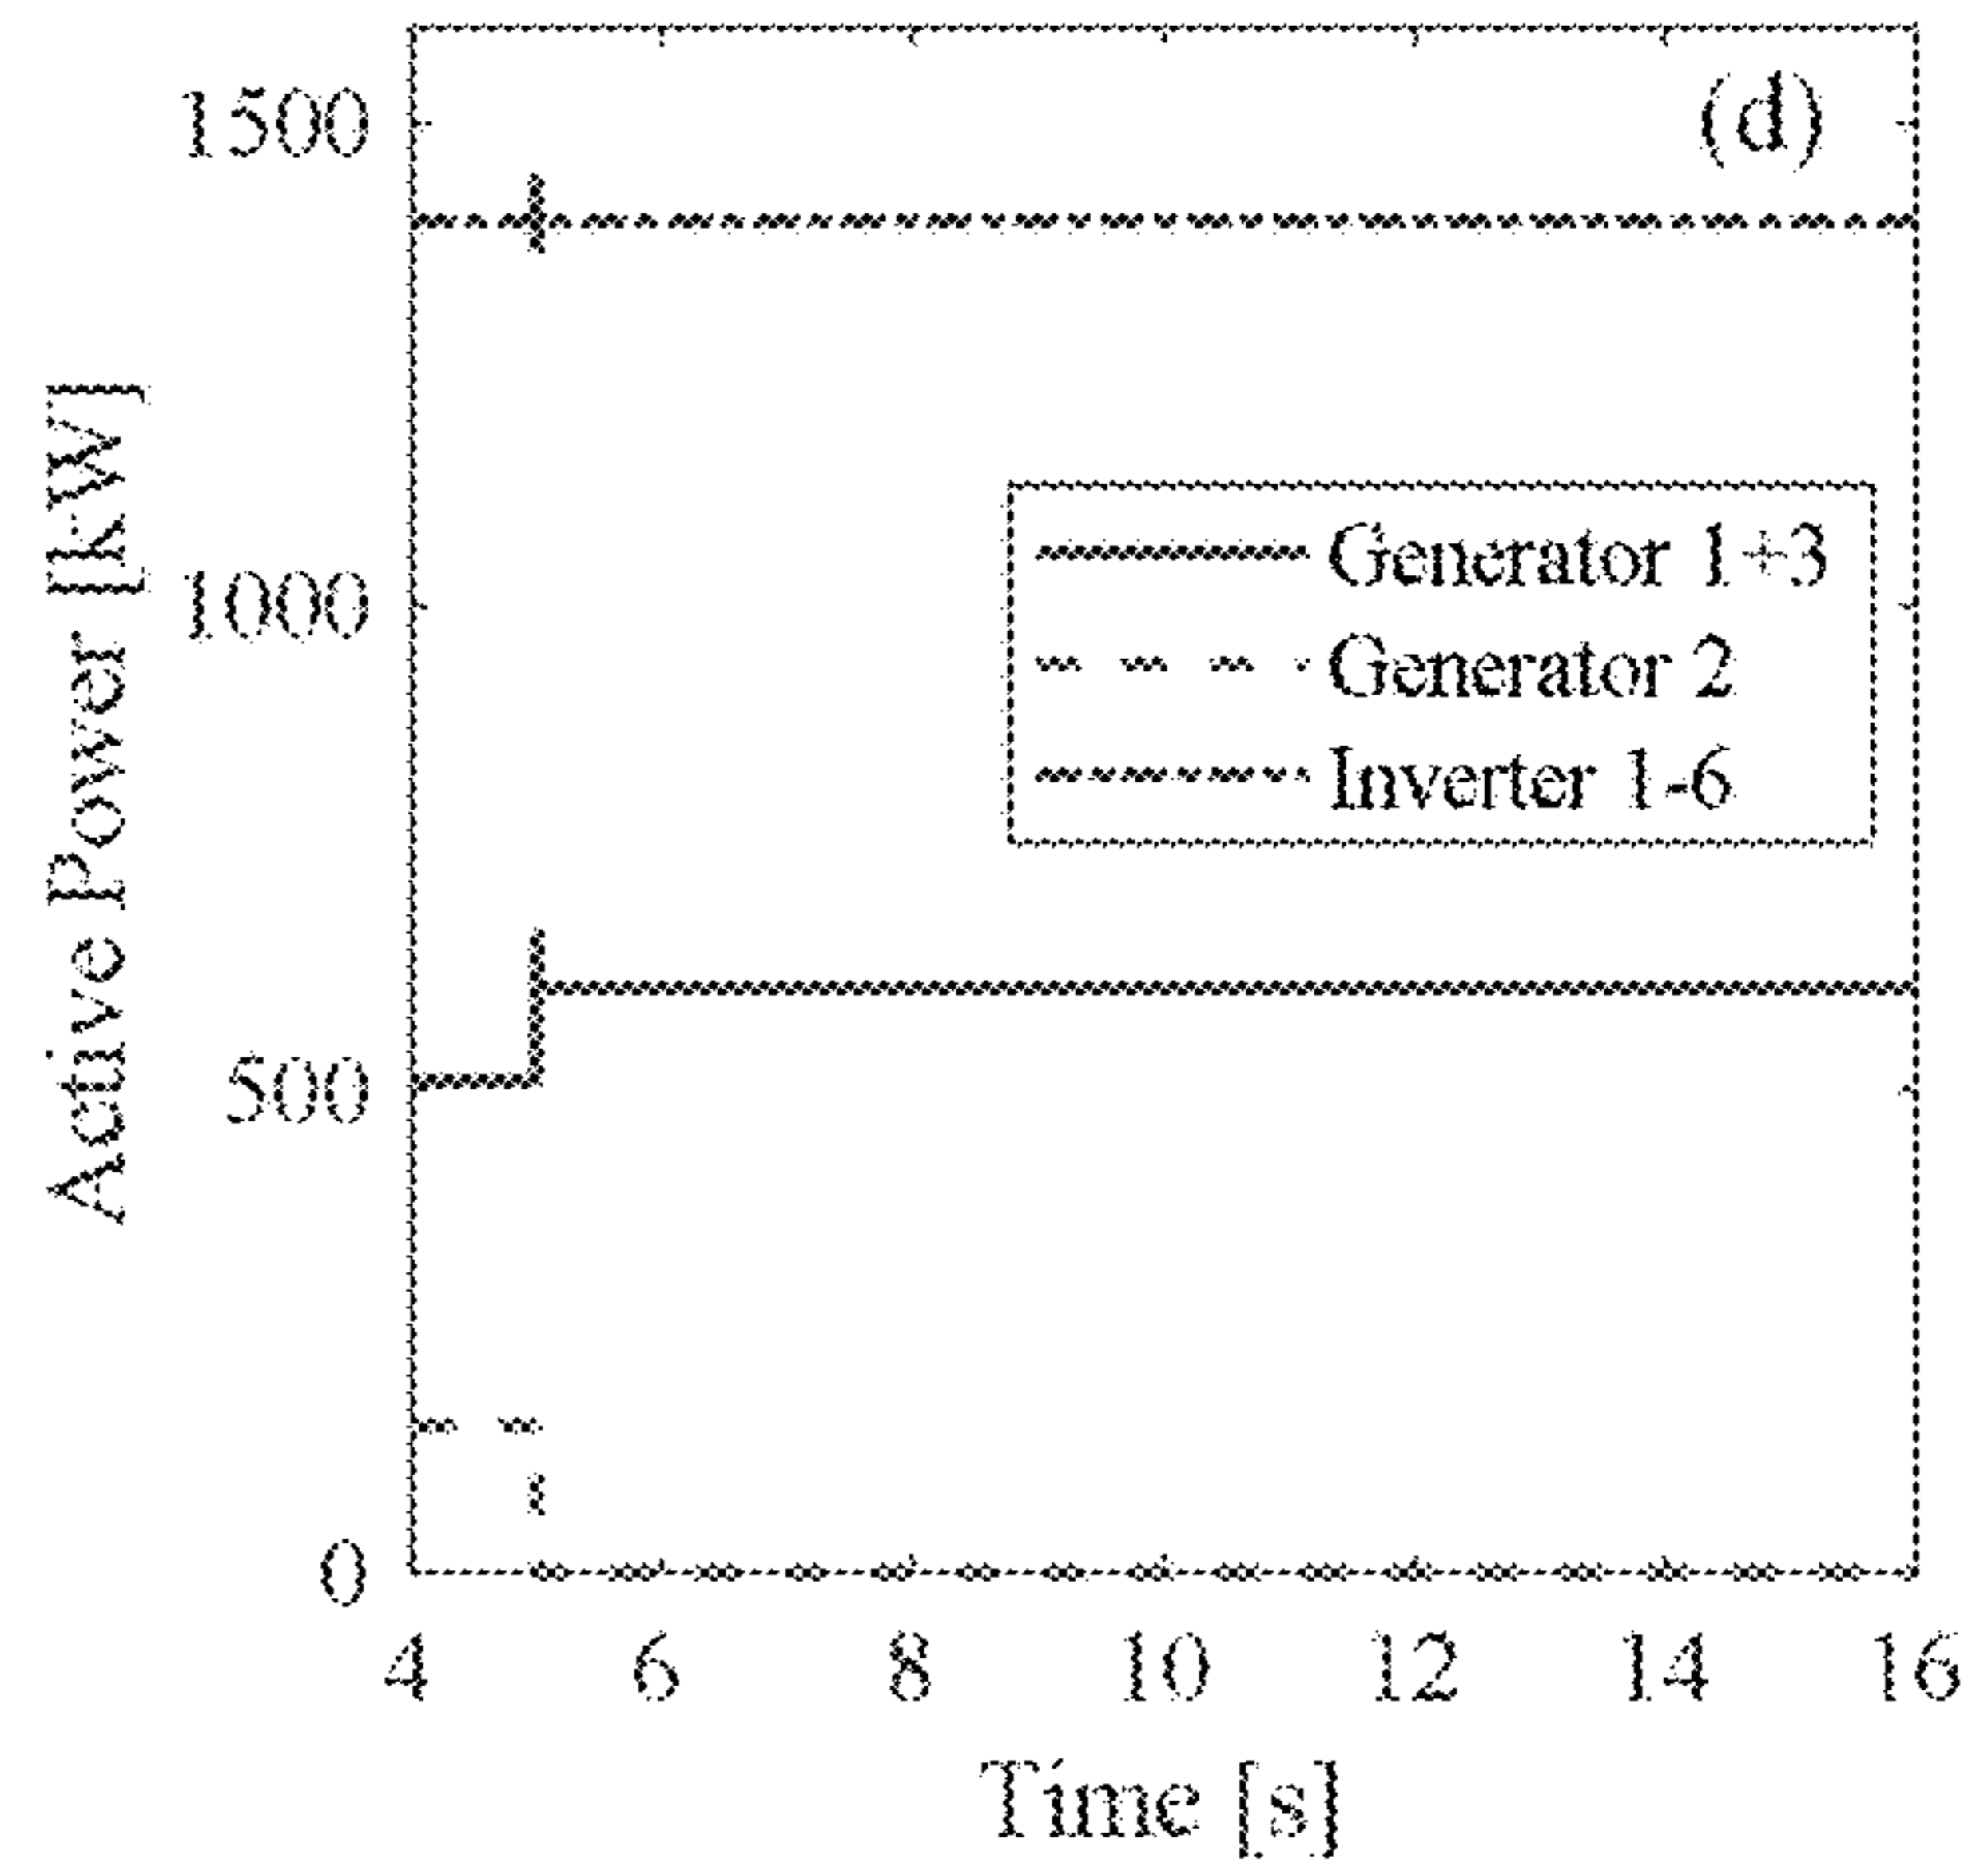 (d)
1500
1000
500
0
Active Power [kW]
Generator 1+3
Generator 2
Inverter 1-6
4 6 8 10 12 14 16
Time [s]